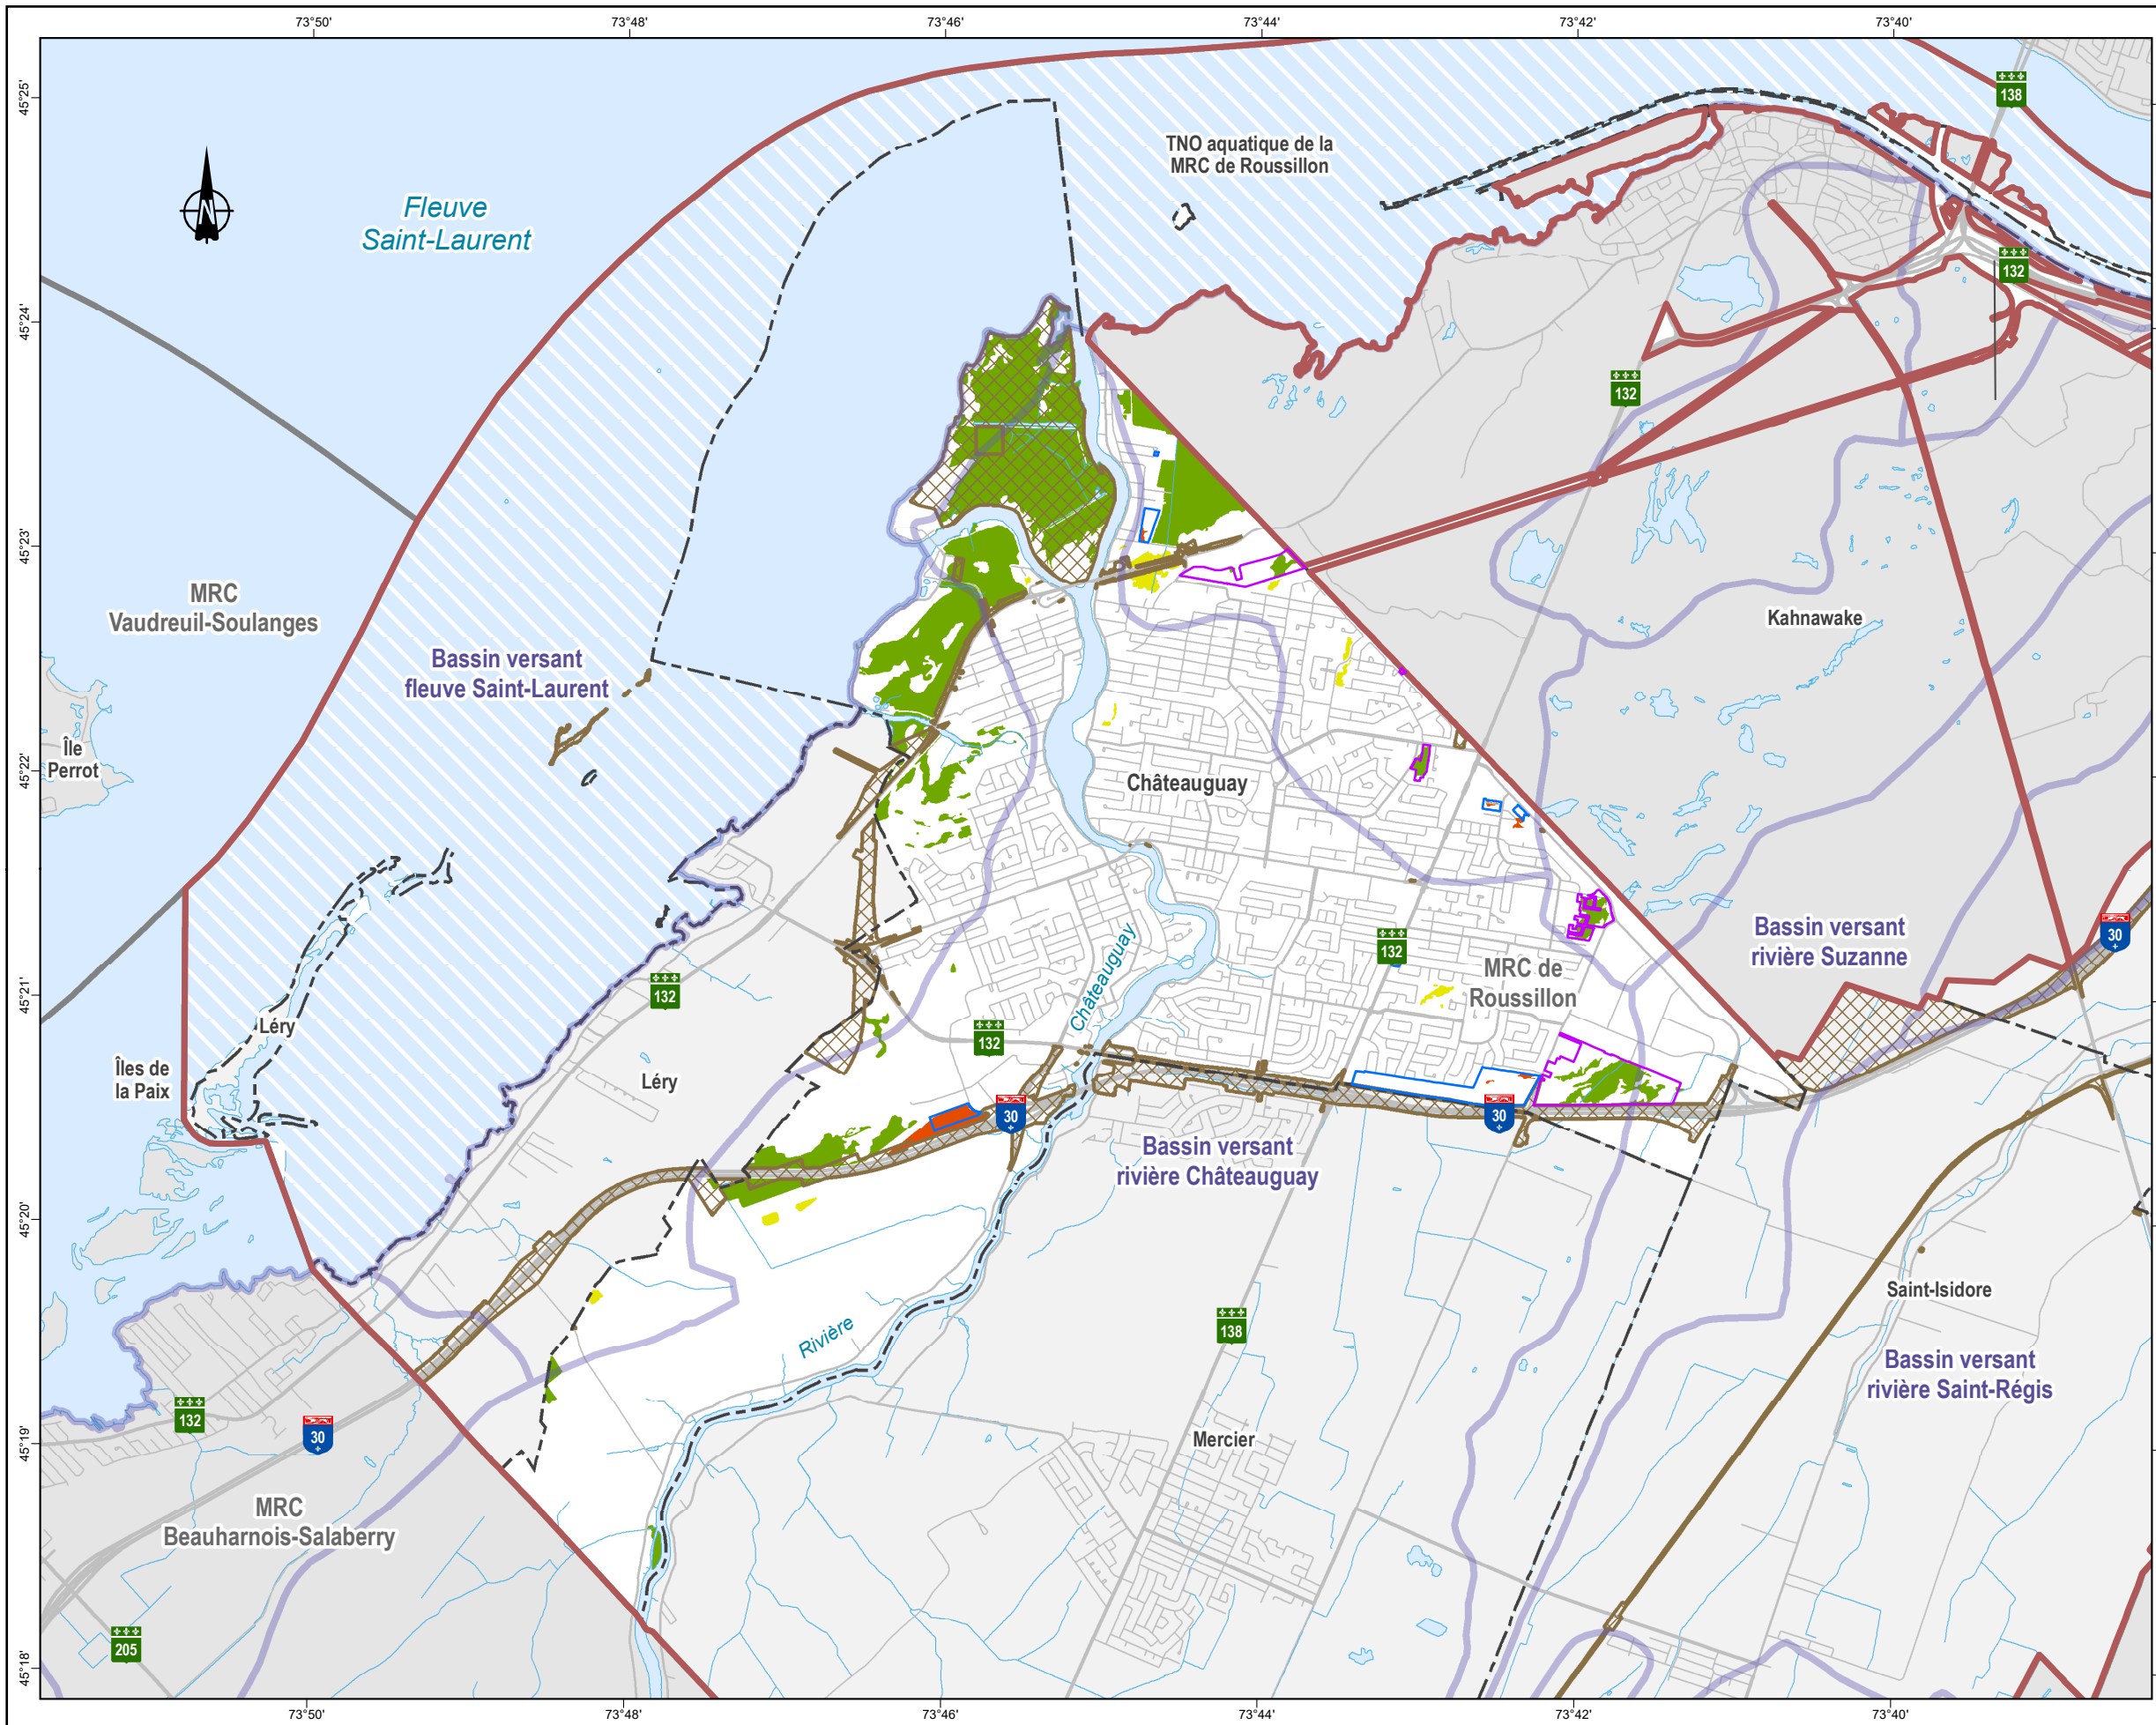 73°50'
73°48'
73°46'
73°44'
73°42'
73°40'
45°25'
138
TNO aquatique de la
MRC de Roussillon
N
Fleuve
Saint-Laurent
132
45°24'
132
45°23'
MRC
Vaudreuil-Soulanges
Kahnawake
Bassin versant
fleuve Saint-Laurent
Île
Perrot
45°22'
Châteauguay
Bassin versant
rivière Suzanne
30
132
MRC de
Roussillon
Châteauguay
132
45°21'
Léry
132
Îles de
la Paix
Léry
30
30
Bassin versant
rivière Châteauguay
45°20'
Saint-Isidore
138
Rivière
Bassin versant
rivière Saint-Régis
132
30
45°19'
Mercier
MRC
Beauharnois-Salaberry
205
45°18'
73°50'
73°48'
73°46'
73°44'
73°42'
73°40'